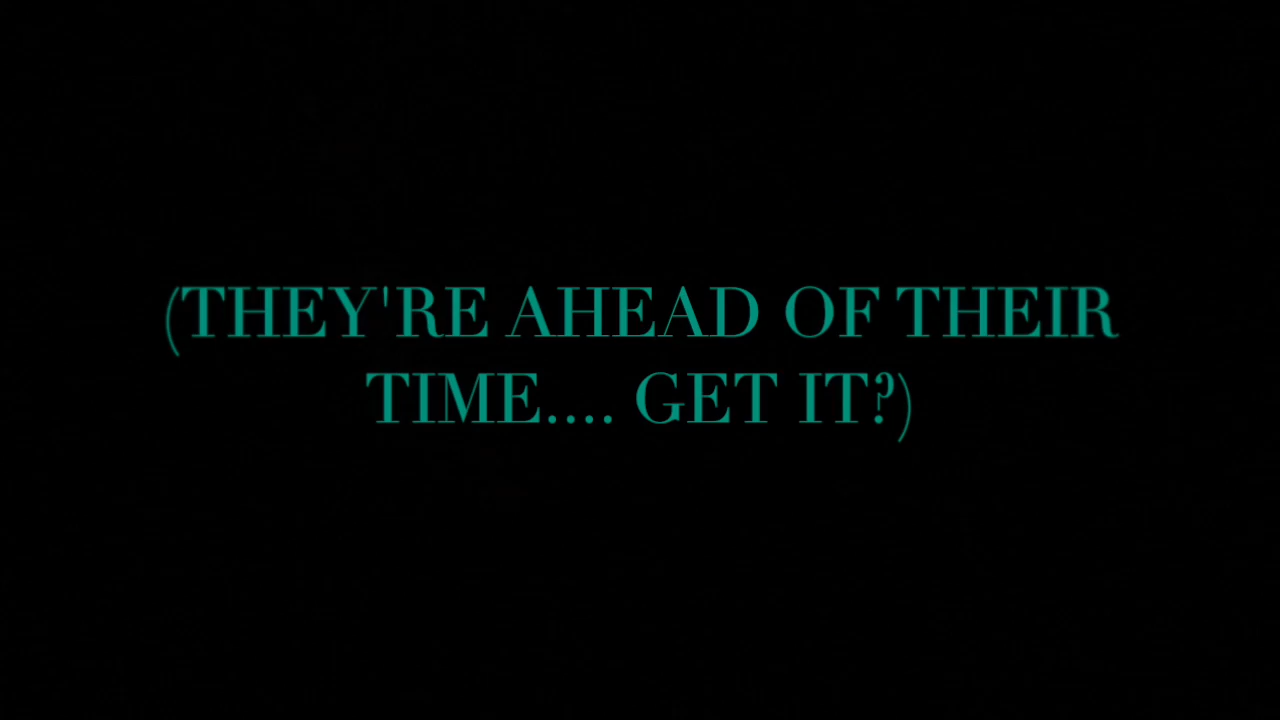 (THEY'RE AHEAD OF THEIR
TIME.... GET IT?)